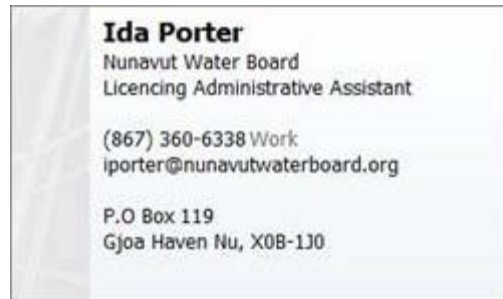 Ida Porter
Nunavut Water Board
Licencing Administrative Assistant
(867) 360-6338 Work
iporter@nunavutwaterboard.org
P.O Box 119
Gjoa Haven Nu, X0B-1J0